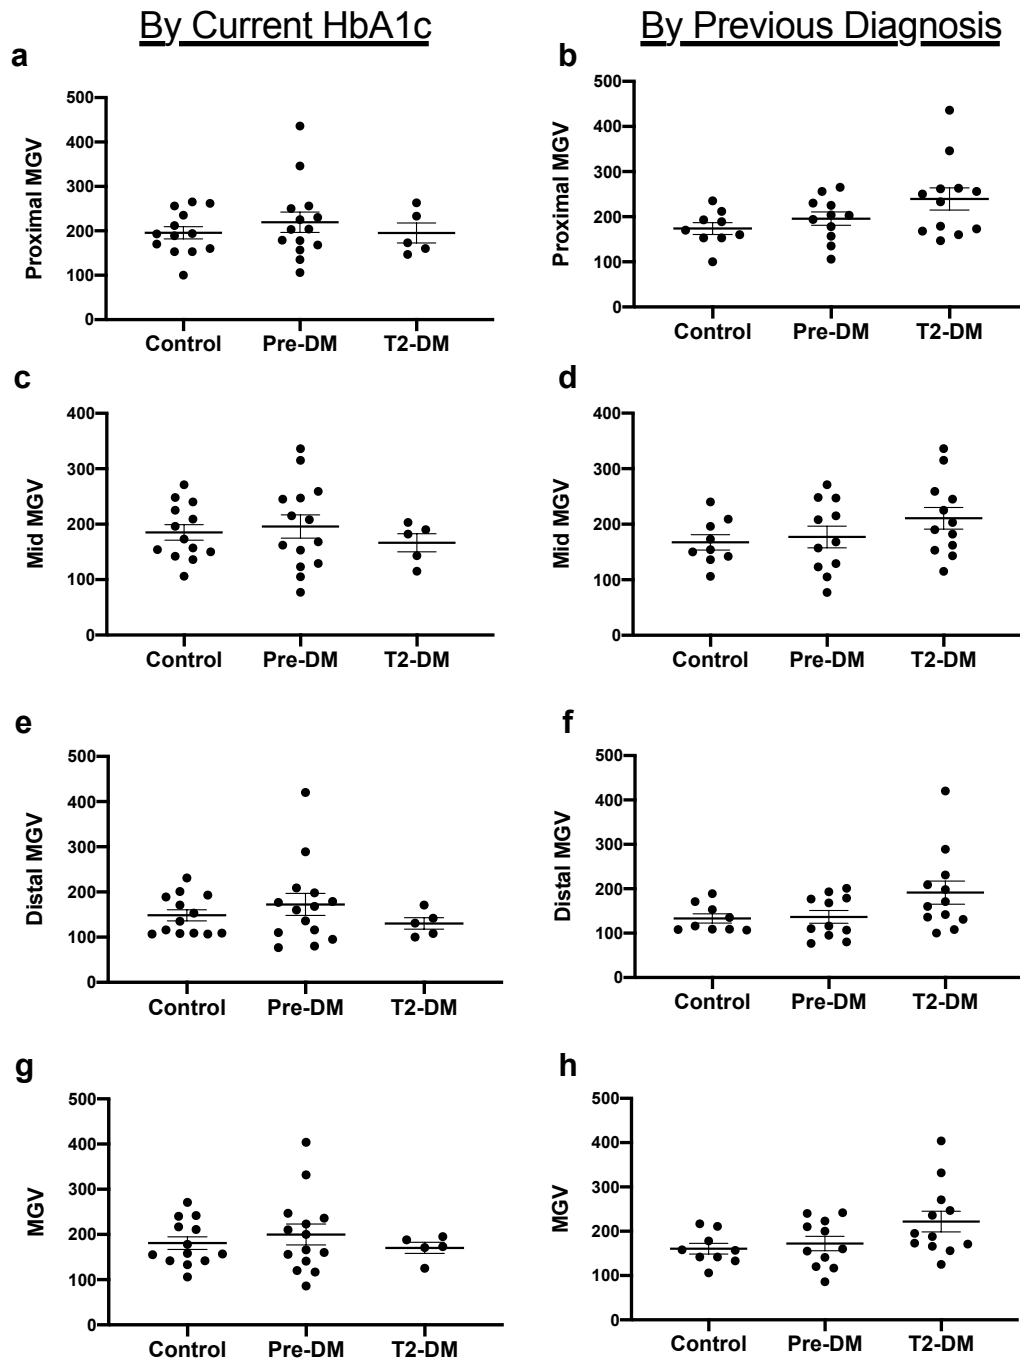 By Current HbA1c
By Previous Diagnosis
a
Proximal MGV
500
400
300
200
100
0
Control Pre-DM T2-DM
b
Proximal MGV
500
400
300
200
100
0
Control Pre-DM T2-DM
c
Mid MGV
400
300
200
100
0
Control Pre-DM T2-DM
d
Mid MGV
400
300
200
100
0
Control Pre-DM T2-DM
e
Distal MGV
500
400
300
200
100
0
Control Pre-DM T2-DM
f
Distal MGV
500
400
300
200
100
0
Control Pre-DM T2-DM
g
MGV
500
400
300
200
100
0
Control Pre-DM T2-DM
h
MGV
500
400
300
200
100
0
Control Pre-DM T2-DM